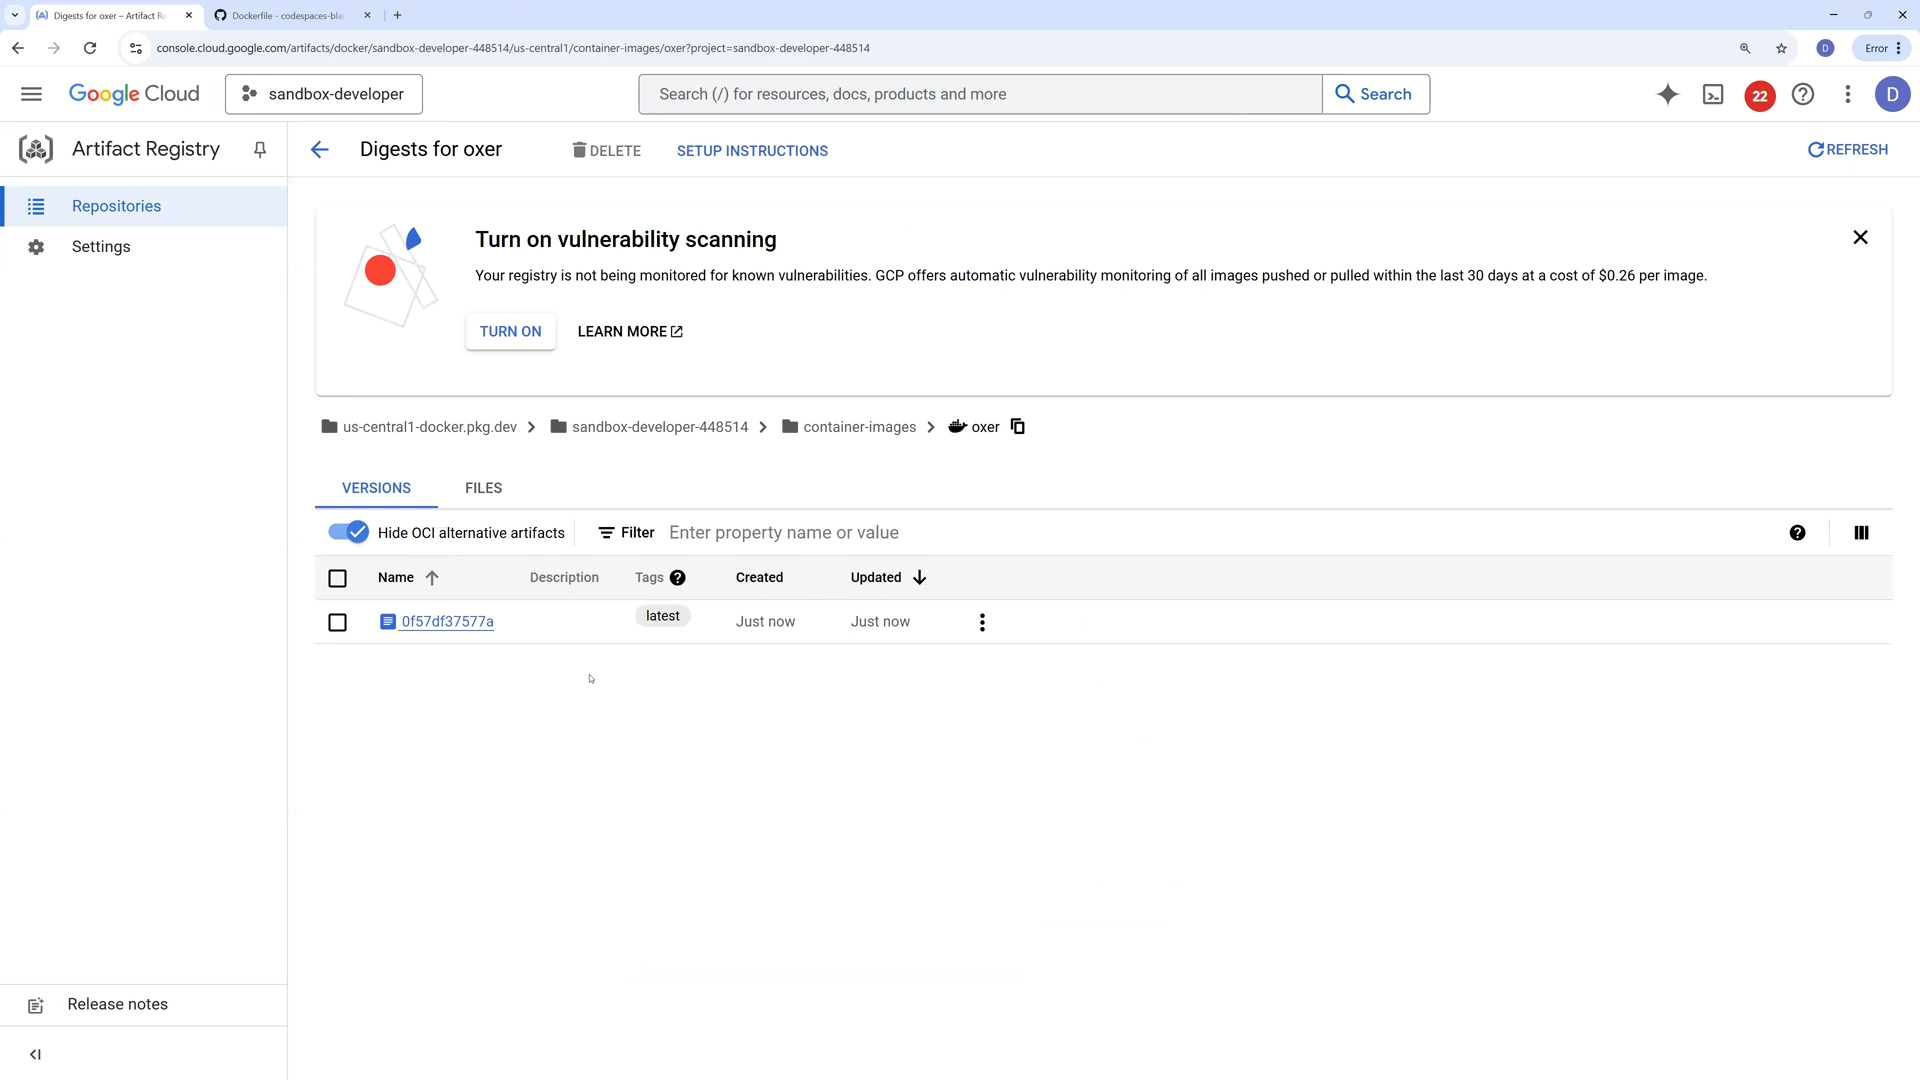 Digests for oxer – Artifact Re
Dockerfile - codespaces-bla
console.cloud.google.com/artifacts/docker/sandbox-developer-448514/us-central1/container-images/oxer?project=sandbox-developer-448514
D
Error
Google Cloud
sandbox-developer
Search (/) for resources, docs, products and more
Search
22
D
Artifact Registry
Digests for oxer
DELETE
SETUP INSTRUCTIONS
REFRESH
Repositories
Settings
Turn on vulnerability scanning
Your registry is not being monitored for known vulnerabilities. GCP offers automatic vulnerability monitoring of all images pushed or pulled within the last 30 days at a cost of $0.26 per image.
TURN ON
LEARN MORE
us-central1-docker.pkg.dev
sandbox-developer-448514
container-images
oxer
VERSIONS
FILES
Hide OCI alternative artifacts
Filter
Enter property name or value
Name
Description
Tags
Created
Updated
0f57df37577a
latest
Just now
Just now
Release notes